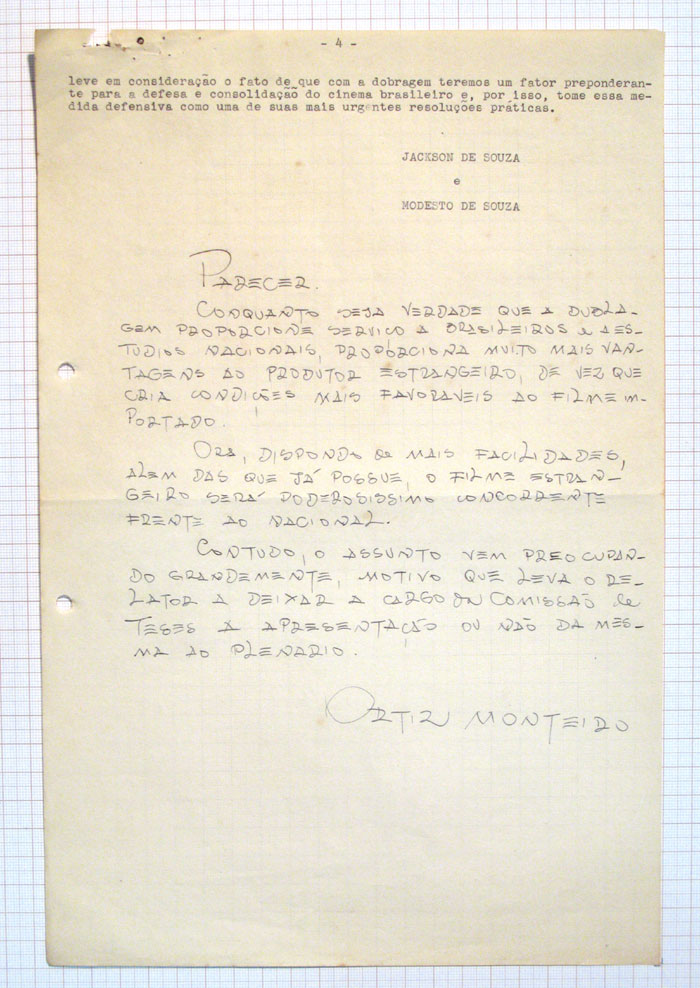 - 4 -
leve em consideração o fato de que com a dobragem teremos um fator preponderan-
te para a defesa e consolidação do cinema brasileiro e, por isso, tome essa me-
dida defensiva como uma de suas mais urgentes resoluções práticas.
JACKSON DE SOUZA
e
MODESTO DE SOUZA
PARECER.
CONQUANTO SEJA VERDADE QUE A DUBLA-
GEM PROPORCIONE SERVICO A BRASILEIROS e A ES-
TUDIOS NACIONAIS, PROPORCIONA MUITO MAIS VAN-
TAGENS AO PRODUTOR ESTRANGEIRO, DE VEZ QUE
CRIA CONDIÇÕES MAIS FAVORAVEIS AO FILME IM-
PORTADO.
ORA, DISPONDO de MAIS FACILIDADES,
ALEM DAS QUE JÁ POSSUE, O FILME ESTRAN-
GEIRO SERÁ PODEROSISSIMO CONCORRENTE
FRENTE AO NACIONAL.
CONTUDO, O ASSUNTO VEM PREOCUPAN-
DO GRANDEMENTE, MOTIVO QUE LEVA O RE-
LATOR A DEIXAR A CARGO DA COMISSÃO de
TESES A APRESENTAÇÃO OU NÃO DA MES-
MA AO PLENARIO.
ORTIZ MONTEIRO